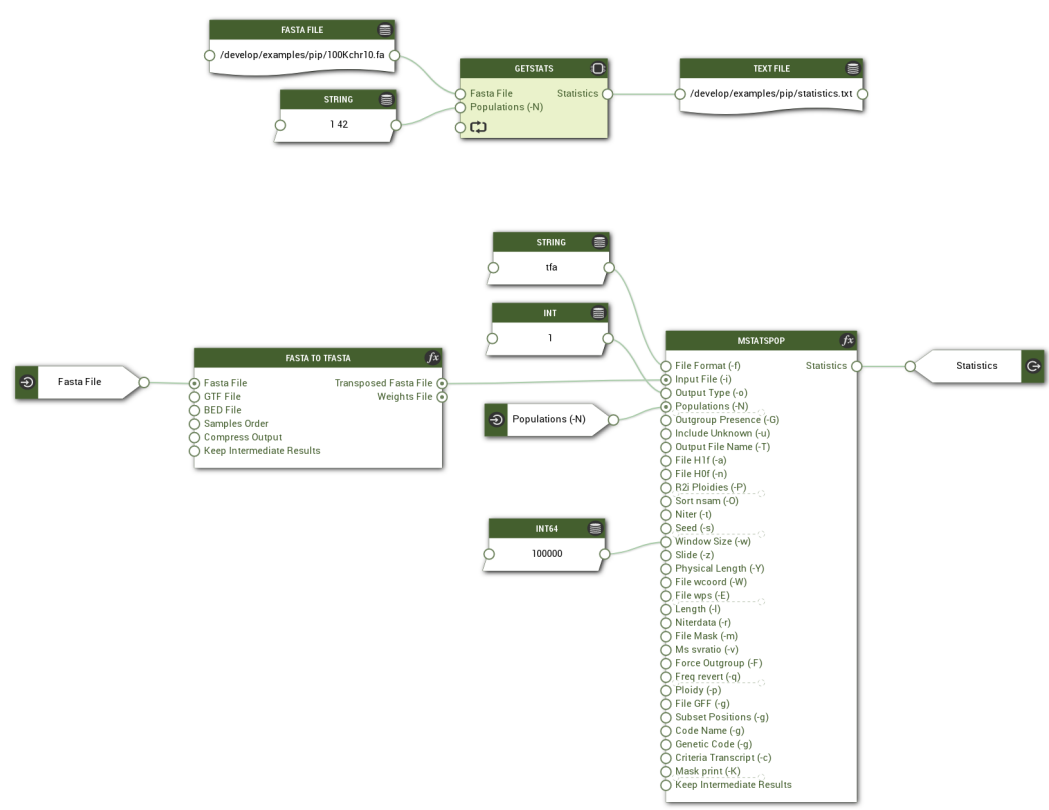 FASTA FILE
/develop/examples/pip/100Kchr10.fa
STRING
1 42
GETSTATS
Fasta File
Statistics
Populations (-N)
TEXT FILE
/develop/examples/pip/statistics.txt
STRING
tfa
INT
1
Fasta File
FASTA TO TFASTA
fx
Fasta File
Transposed Fasta File
GTF File
Weights File
BED File
Samples Order
Compress Output
Keep Intermediate Results
Populations (-N)
INT64
100000
MSTATSPOP
fx
File Format (-f)
Statistics
Input File (-i)
Output Type (-o)
Populations (-N)
Outgroup Presence (-G)
Include Unknown (-u)
Output File Name (-T)
File H1f (-a)
File H0f (-n)
R2i Ploidies (-P)
Sort nsam (-O)
Niter (-t)
Seed (-s)
Window Size (-w)
Slide (-z)
Physical Length (-Y)
File wcoord (-W)
File wps (-E)
Length (-l)
Niterdata (-r)
File Mask (-m)
Ms svratio (-v)
Force Outgroup (-F)
Freq revert (-q)
Ploidy (-p)
File GFF (-g)
Subset Positions (-g)
Code Name (-g)
Genetic Code (-g)
Criteria Transcript (-c)
Mask print (-K)
Keep Intermediate Results
Statistics